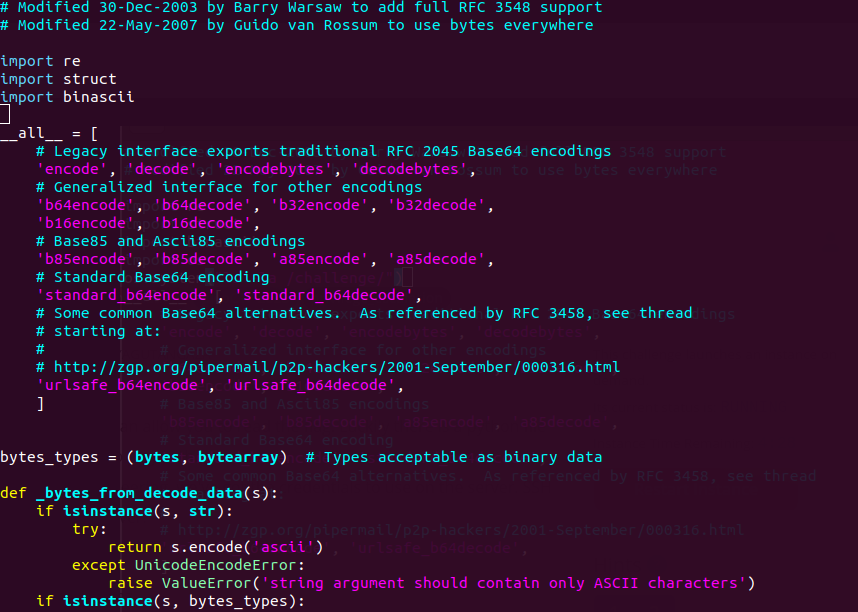 # Modified 30-Dec-2003 by Barry Warsaw to add full RFC 3548 support
# Modified 22-May-2007 by Guido van Rossum to use bytes everywhere

import re
import struct
import binascii

__all__ = [
    # Legacy interface exports traditional RFC 2045 Base64 encodings
    'encode', 'decode', 'encodebytes', 'decodebytes',
    # Generalized interface for other encodings
    'b64encode', 'b64decode', 'b32encode', 'b32decode',
    'b16encode', 'b16decode',
    # Base85 and Ascii85 encodings
    'b85encode', 'b85decode', 'a85encode', 'a85decode',
    # Standard Base64 encoding
    'standard_b64encode', 'standard_b64decode',
    # Some common Base64 alternatives.  As referenced by RFC 3458, see thread
    # starting at:
    #
    # http://zgp.org/pipermail/p2p-hackers/2001-September/000316.html
    'urlsafe_b64encode', 'urlsafe_b64decode',
    ]


bytes_types = (bytes, bytearray)  # Types acceptable as binary data

def _bytes_from_decode_data(s):
    if isinstance(s, str):
        try:
            return s.encode('ascii')
        except UnicodeEncodeError:
            raise ValueError('string argument should contain only ASCII characters')
    if isinstance(s, bytes_types):